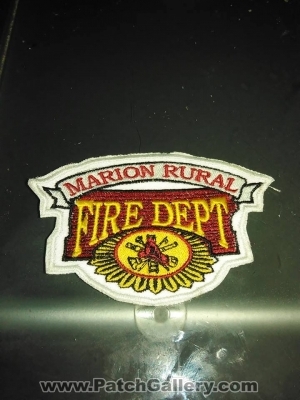 MARION RURAL
FIRE DEPT
www.PatchGallery.com